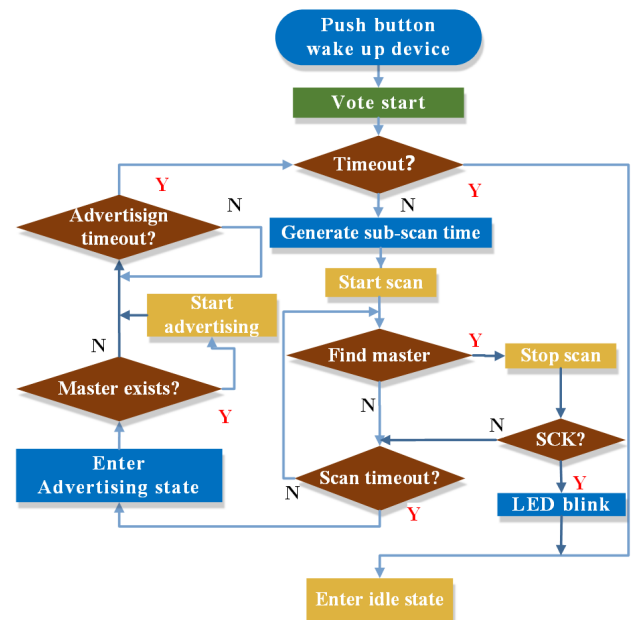 Push button
wake up device
Vote start
Timeout?
Y
Y
N
Advertisign
timeout?
N
Generate sub-scan time
Start scan
Start
advertising
N
Find master
Y
Stop scan
Master exists?
Y
N
N
SCK?
Enter
Advertising state
Scan timeout?
N
Y
Y
LED blink
Enter idle state